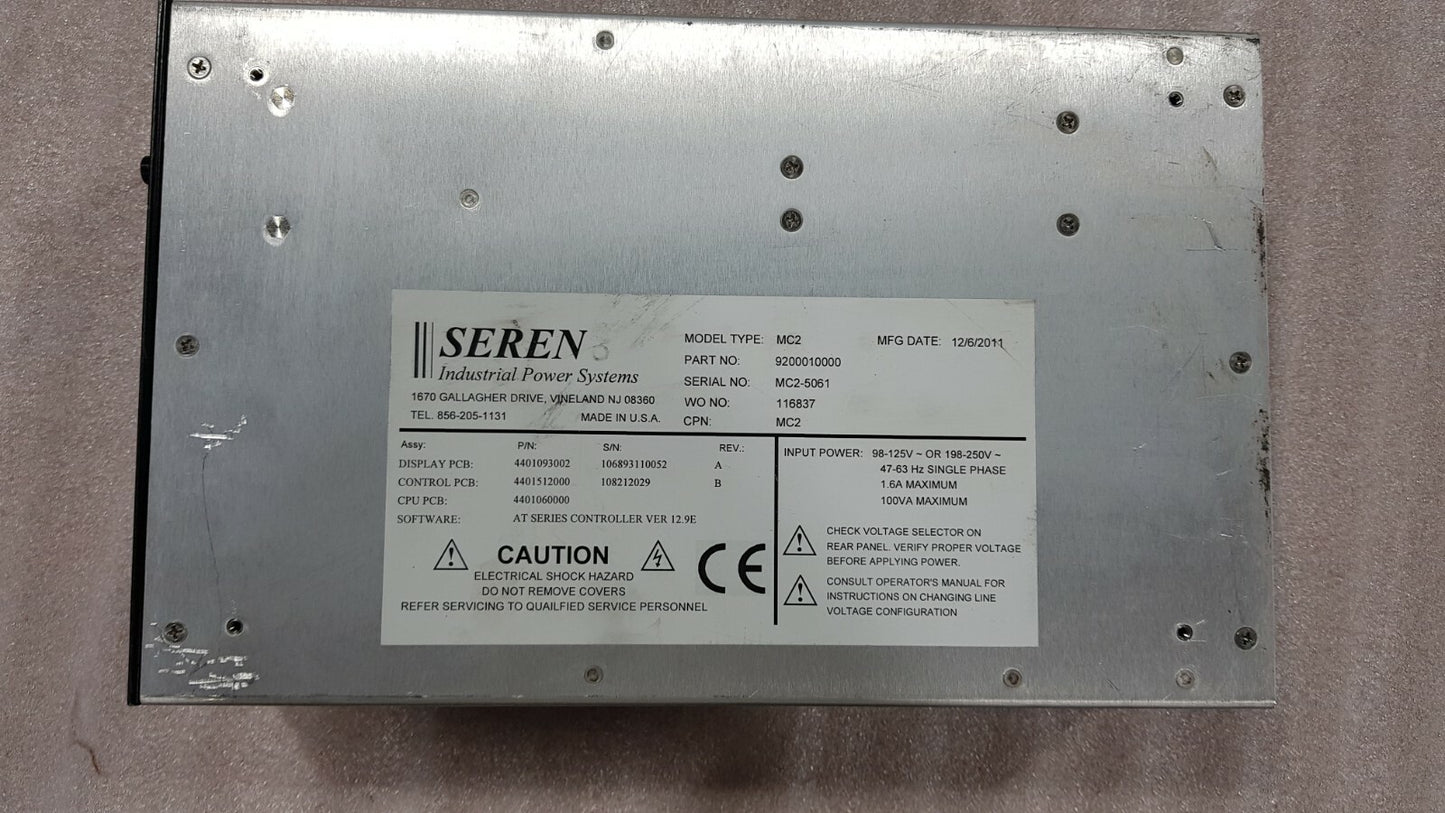 SEREN
Industrial Power Systems
1670 GALLAGHER DRIVE, VINELAND NJ 08360
TEL. 856-205-1131 MADE IN U.S.A.
MODEL TYPE: MC2 MFG DATE: 12/6/2011
PART NO: 9200010000
SERIAL NO: MC2-5061
WO NO: 116837
CPN: MC2
Assy: P/N: S/N: REV.:
DISPLAY PCB: 4401093002 106893110052 A
CONTROL PCB: 4401512000 108212029 B
CPU PCB: 4401060000
SOFTWARE: AT SERIES CONTROLLER VER 12.9E
CAUTION
ELECTRICAL SHOCK HAZARD
DO NOT REMOVE COVERS
REFER SERVICING TO QUAILFIED SERVICE PERSONNEL
CE
INPUT POWER: 98-125V ~ OR 198-250V ~
47-63 Hz SINGLE PHASE
1.6A MAXIMUM
100VA MAXIMUM
CHECK VOLTAGE SELECTOR ON
REAR PANEL. VERIFY PROPER VOLTAGE
BEFORE APPLYING POWER.
CONSULT OPERATOR'S MANUAL FOR
INSTRUCTIONS ON CHANGING LINE
VOLTAGE CONFIGURATION